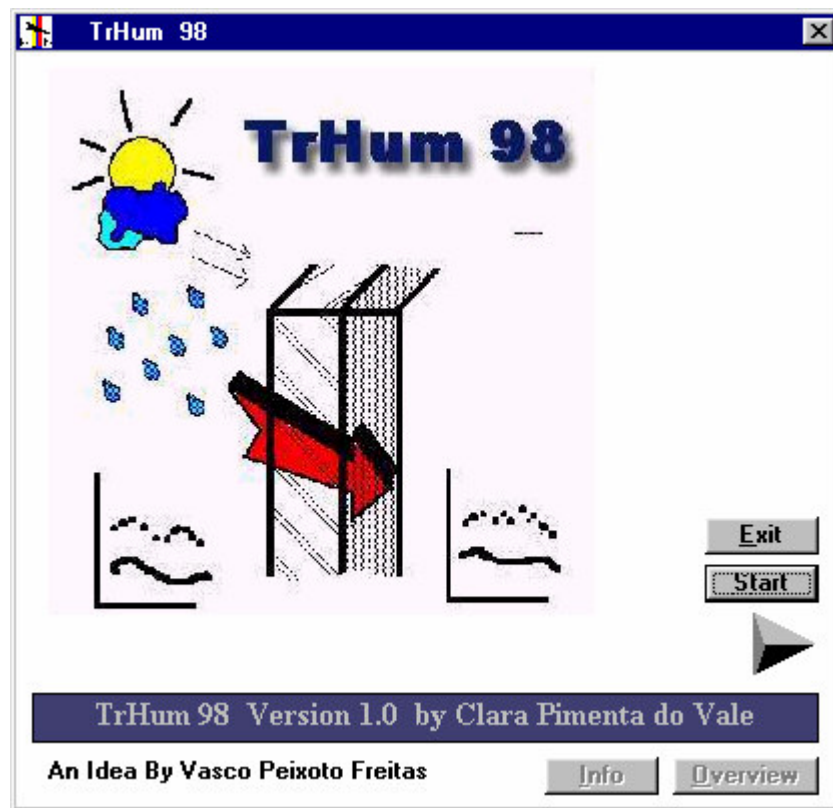 TrHum 98
TrHum 98
Exit
Start
TrHum 98 Version 1.0 by Clara Pimenta do Vale
An Idea By Vasco Peixoto Freitas
Info
Overview